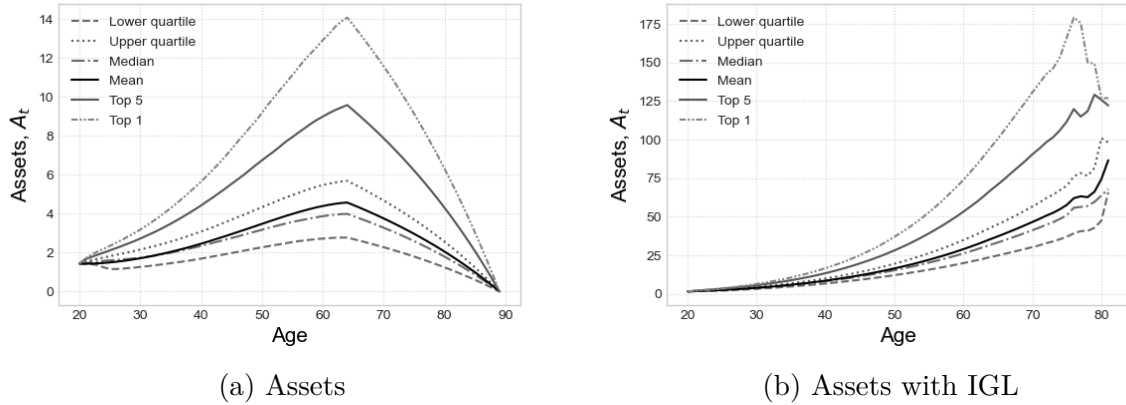 14
12
10
8
6
4
2
0
Assets, A_t
Lower quartile
Upper quartile
Median
Mean
Top 5
Top 1
20 30 40 50 60 70 80 90
Age
(a) Assets
175
150
125
100
75
50
25
0
Assets, A_t
Lower quartile
Upper quartile
Median
Mean
Top 5
Top 1
20 30 40 50 60 70 80
Age
(b) Assets with IGL